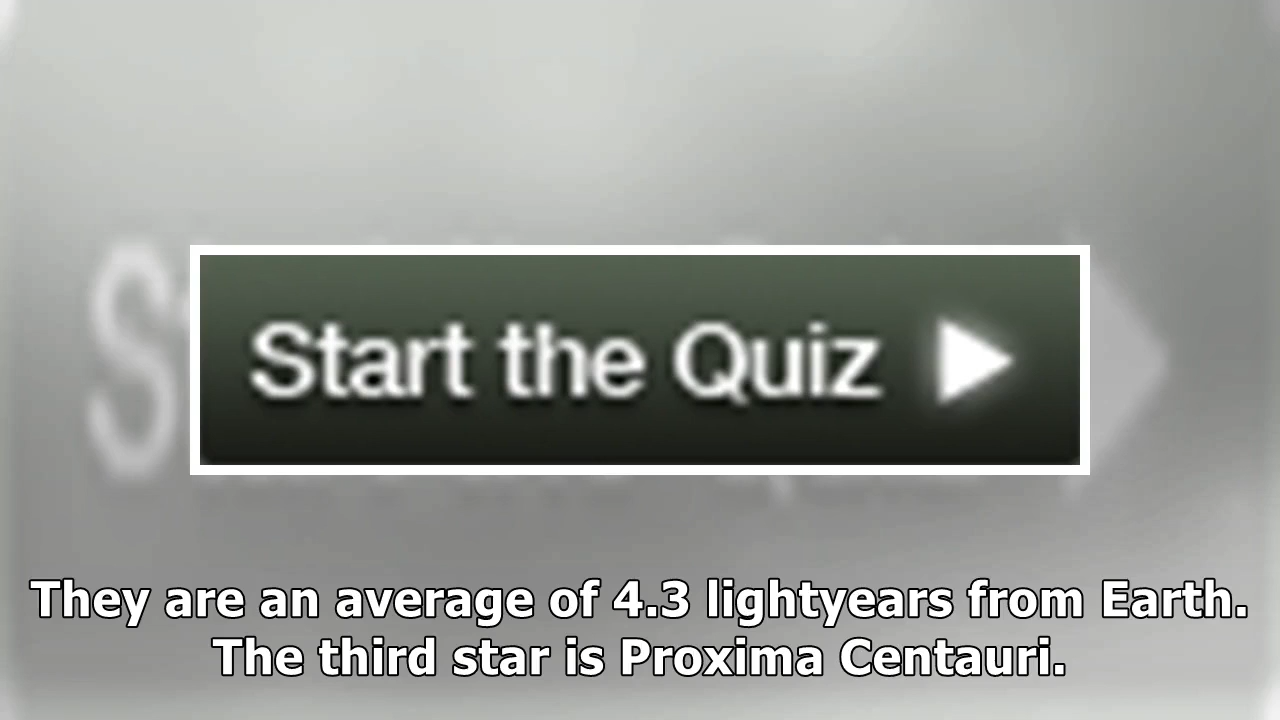 Start the Quiz
They are an average of 4.3 lightyears from Earth.
The third star is Proxima Centauri.